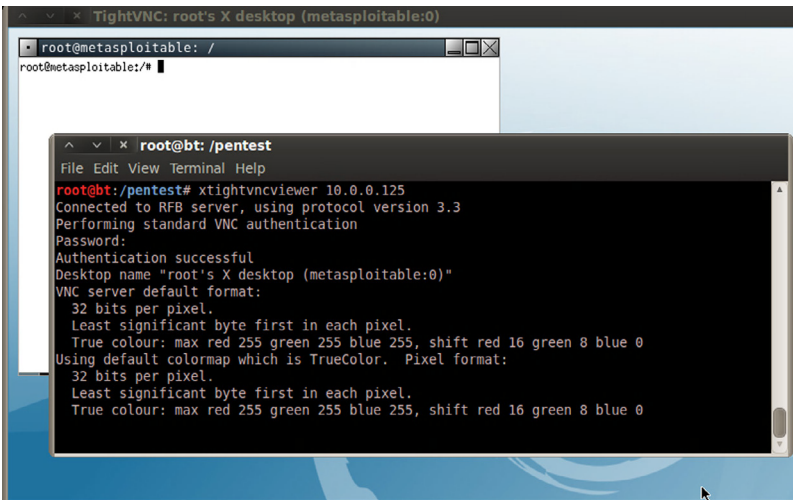 TightVNC: root's X desktop (metasploitable:0)
root@metasploitable: /
root@metasploitable:/#
root@bt: /pentest
File Edit View Terminal Help
root@bt:/pentest# xtightvncviewer 10.0.0.125
Connected to RFB server, using protocol version 3.3
Performing standard VNC authentication
Password:
Authentication successful
Desktop name "root's X desktop (metasploitable:0)"
VNC server default format:
  32 bits per pixel.
  Least significant byte first in each pixel.
  True colour: max red 255 green 255 blue 255, shift red 16 green 8 blue 0
Using default colormap which is TrueColor.  Pixel format:
  32 bits per pixel.
  Least significant byte first in each pixel.
  True colour: max red 255 green 255 blue 255, shift red 16 green 8 blue 0